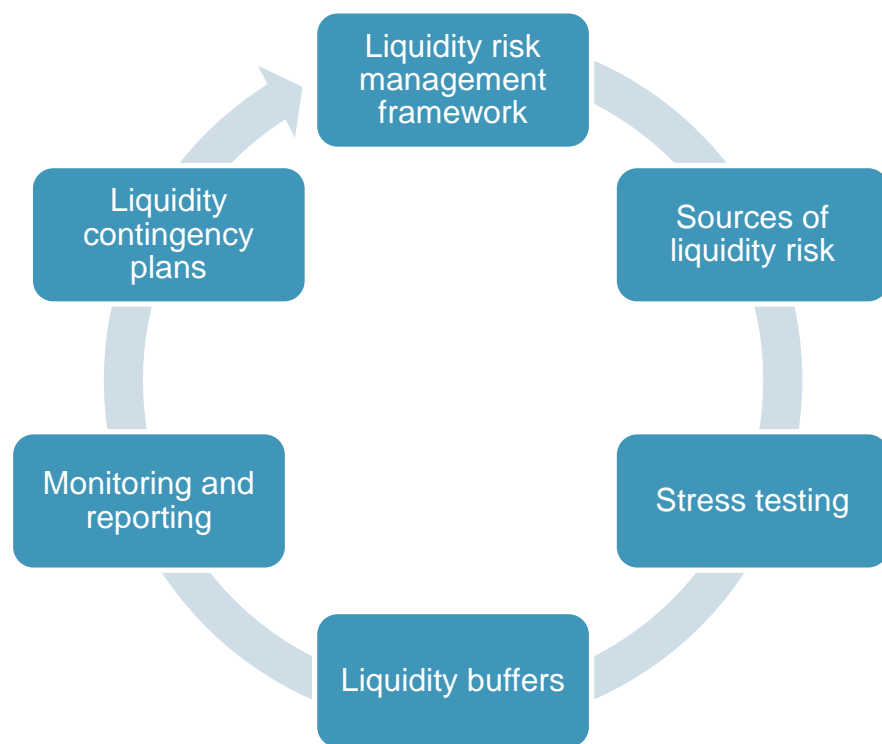 Liquidity risk
management
framework
Sources of
liquidity risk
Stress testing
Liquidity buffers
Monitoring and
reporting
Liquidity
contingency
plans